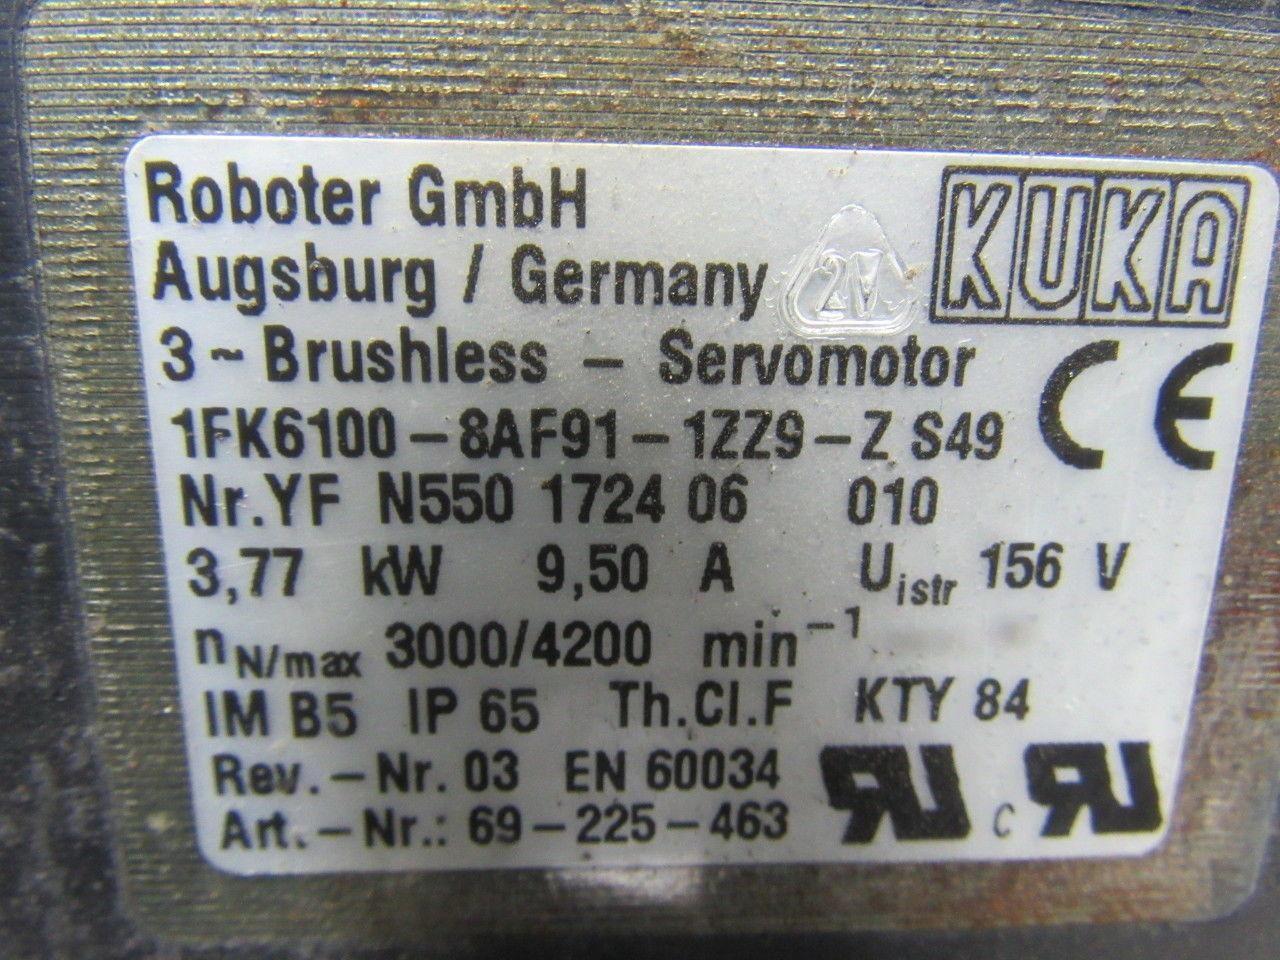 Roboter GmbH
KUKA
Augsburg / Germany
3 ~ Brushless – Servomotor
CE
1FK6100 – 8AF91 – 1ZZ9 – Z S49
Nr.YF N550 1724 06 010
3,77 kW 9,50 A Uistr 156 V
nN/max 3000/4200 min⁻¹
IM B5 IP 65 Th.Cl.F KTY 84
Rev. – Nr. 03 EN 60034
Art. – Nr.: 69 – 225 – 463
c